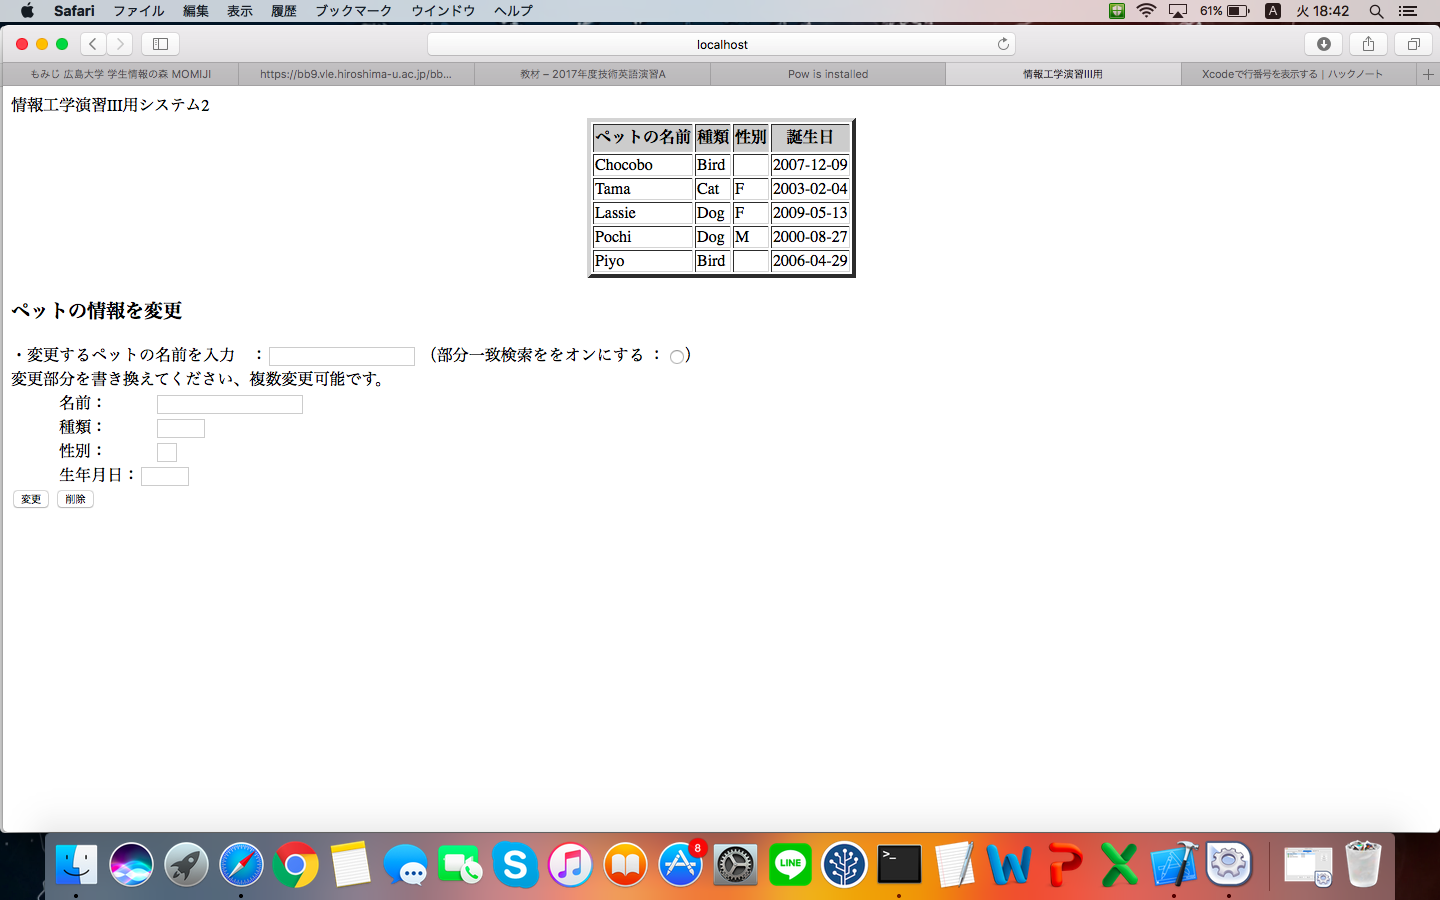 Safari ファイル 編集 表示 履歴 ブックマーク ウインドウ ヘルプ 61% A 火 18:42
localhost
もみじ 広島大学 学生情報の森 MOMIJI https://bb9.vle.hiroshima-u.ac.jp/bb... 教材 – 2017年度技術英語演習A Pow is installed 情報工学演習III用 Xcodeで行番号を表示する | ハックノート
情報工学演習III用システム2
ペットの名前 種類 性別 誕生日
Chocobo Bird 2007-12-09
Tama Cat F 2003-02-04
Lassie Dog F 2009-05-13
Pochi Dog M 2000-08-27
Piyo Bird 2006-04-29
ペットの情報を変更
・変更するペットの名前を入力 : （部分一致検索ををオンにする : ）
変更部分を書き換えてください、複数変更可能です。
名前：
種類：
性別：
生年月日：
変更 削除
8
LINE
>_